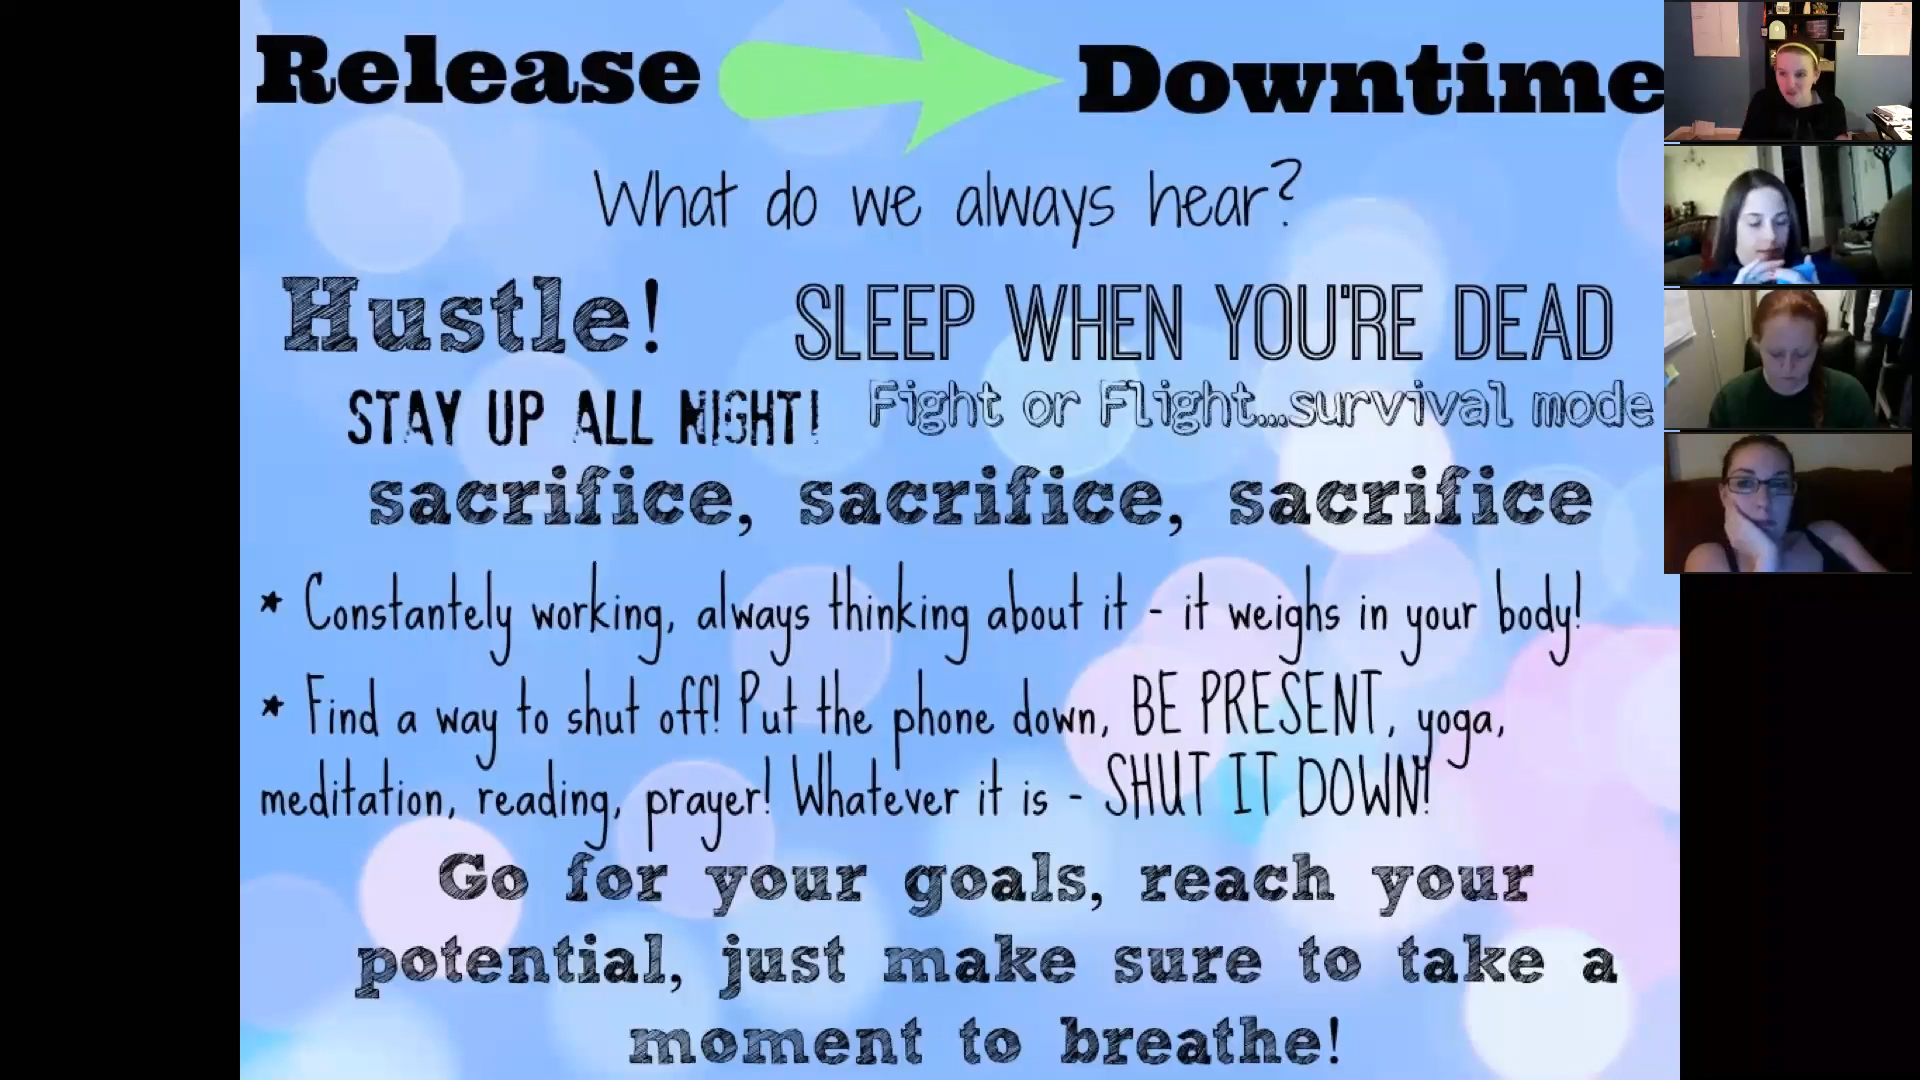 Release Downtime
What do we always hear?
Hustle! SLEEP WHEN YOU'RE DEAD
STAY UP ALL NIGHT! Fight or Flight...survival mode
sacrifice, sacrifice, sacrifice
* Constantely working, always thinking about it - it weighs in your body!
* Find a way to shut off! Put the phone down, BE PRESENT, yoga,
meditation, reading, prayer! Whatever it is - SHUT IT DOWN!
Go for your goals, reach your
potential, just make sure to take a
moment to breathe!